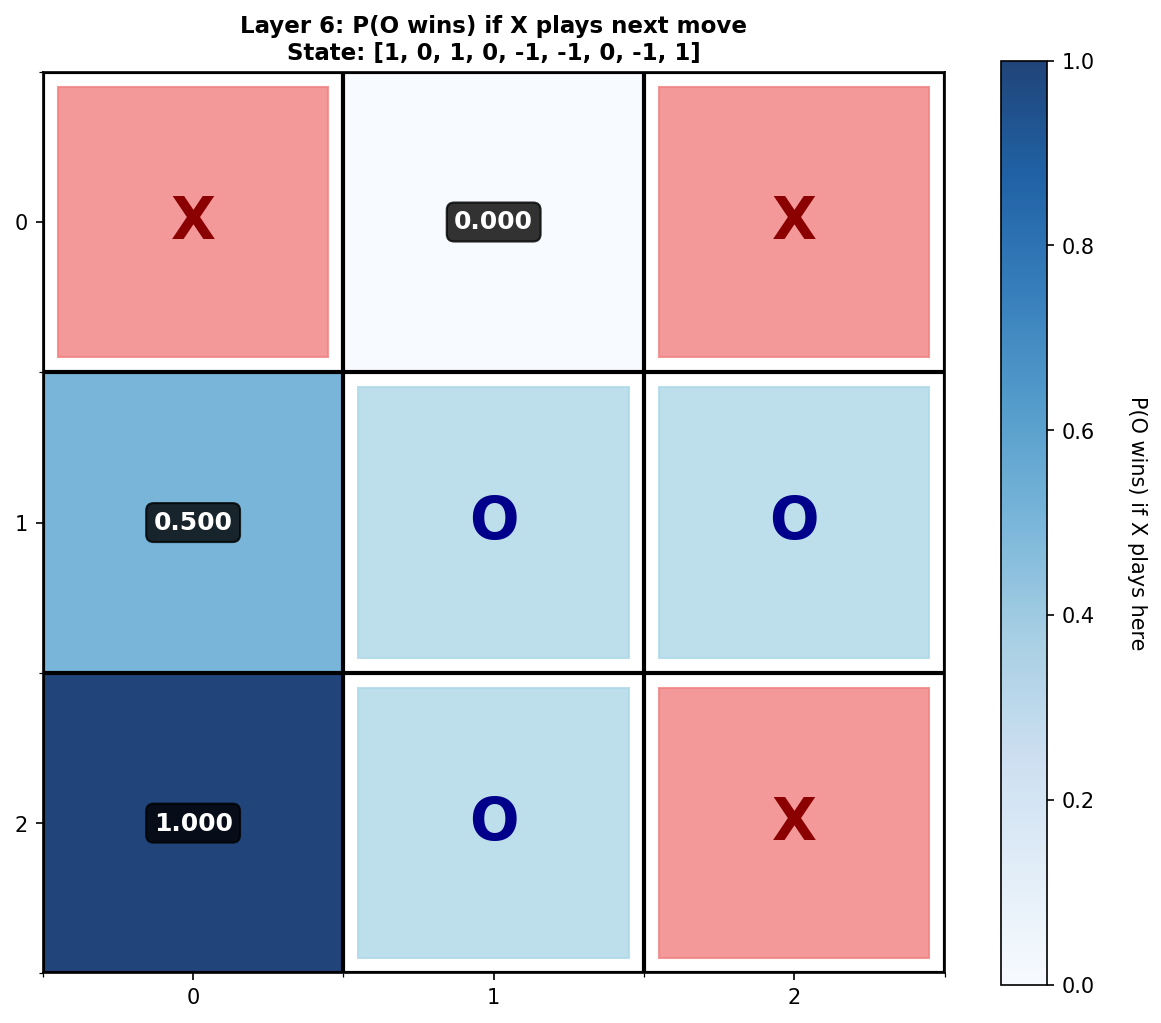 Layer 6: P(O wins) if X plays next move
State: [1, 0, 1, 0, -1, -1, 0, -1, 1]
X
0.000
X
0.500
O
O
1.000
O
X
0
1
2
0
1
2
1.0
0.8
0.6
0.4
0.2
0.0
P(O wins) if X plays here